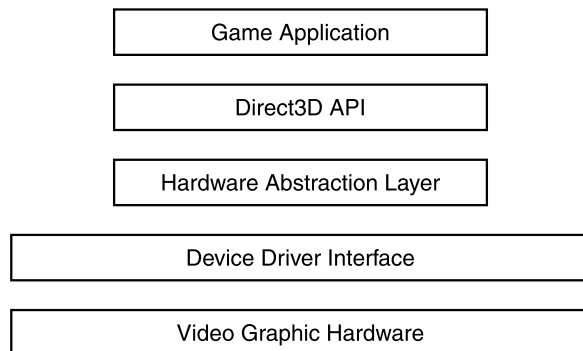 Game Application
Direct3D API
Hardware Abstraction Layer
Device Driver Interface
Video Graphic Hardware